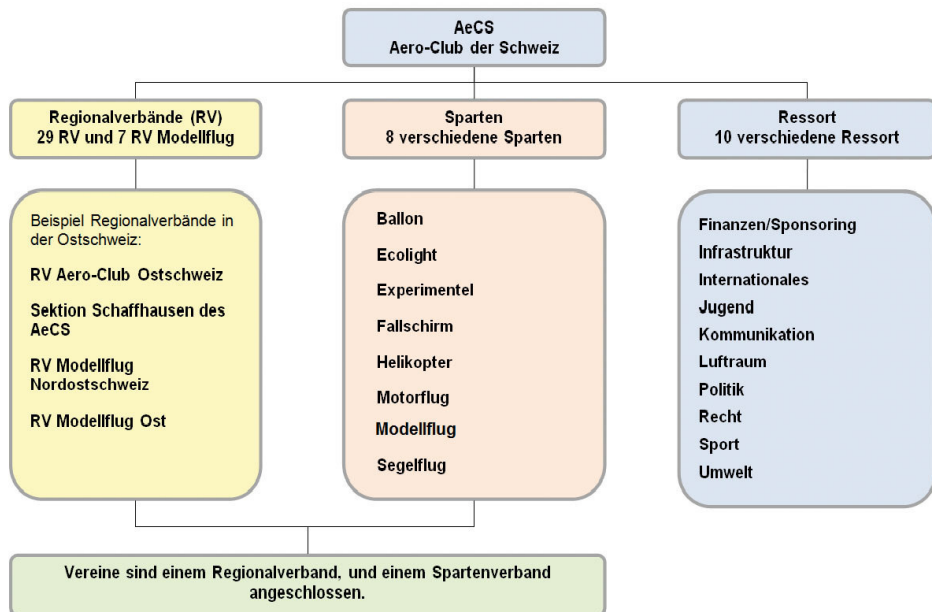 AeCS
Aero-Club der Schweiz
Regionalverbände (RV)
29 RV und 7 RV Modellflug
Sparten
8 verschiedene Sparten
Ressort
10 verschiedene Ressort
Beispiel Regionalverbände in
der Ostschweiz:
RV Aero-Club Ostschweiz
Sektion Schaffhausen des
AeCS
RV Modellflug
Nordostschweiz
RV Modellflug Ost
Ballon
Ecolight
Experimentel
Fallschirm
Helikopter
Motorflug
Modellflug
Segelflug
Finanzen/Sponsoring
Infrastruktur
Internationales
Jugend
Kommunikation
Luftraum
Politik
Recht
Sport
Umwelt
Vereine sind einem Regionalverband, und einem Spartenverband
angeschlossen.